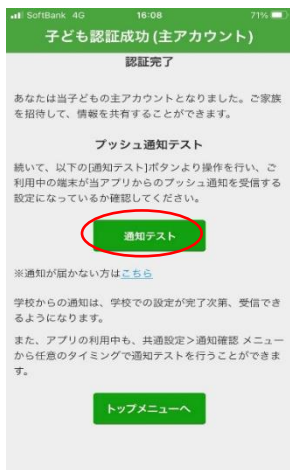 SoftBank 4G 16:08 71%
子ども認証成功(主アカウント)
認証完了
あなたは当子どもの主アカウントとなりました。ご家族
を招待して、情報を共有することができます。
プッシュ通知テスト
続いて、以下の[通知テスト]ボタンより操作を行い、ご
利用中の端末が当アプリからのプッシュ通知を受信する
設定になっているか確認してください。
通知テスト
※通知が届かない方はこちら
学校からの通知は、学校での設定が完了次第、受信でき
るようになります。
また、アプリの利用中も、共通設定>通知確認 メニュー
から任意のタイミングで通知テストを行うことができま
す。
トップメニューへ